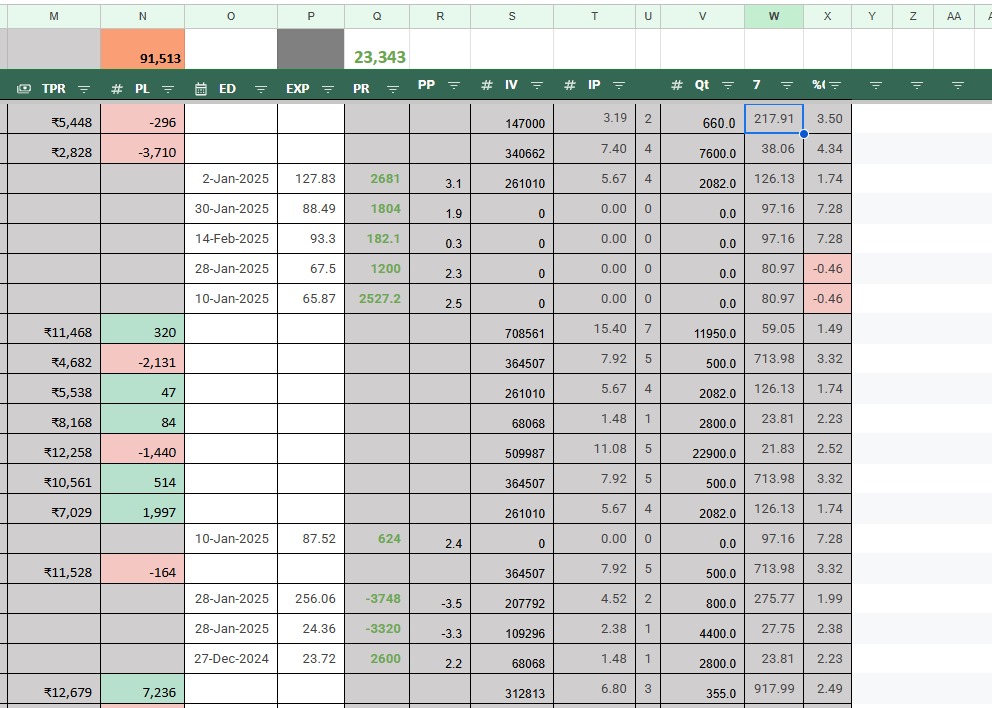 M N O P Q R S T U V W X Y Z AA
91,513 23,343
TPR # PL ED EXP PR PP # IV # IP # Qt 7
₹5,448 -296 147000 3.19 2 660.0 217.91 3.50
₹2,828 -3,710 340662 7.40 4 7600.0 38.06 4.34
2-Jan-2025 127.83 2681 3.1 261010 5.67 4 2082.0 126.13 1.74
30-Jan-2025 88.49 1804 1.9 0 0.00 0 0.0 97.16 7.28
14-Feb-2025 93.3 182.1 0.3 0 0.00 0 0.0 97.16 7.28
28-Jan-2025 67.5 1200 2.3 0 0.00 0 0.0 80.97 -0.46
10-Jan-2025 65.87 2527.2 2.5 0 0.00 0 0.0 80.97 -0.46
₹11,468 320 708561 15.40 7 11950.0 59.05 1.49
₹4,682 -2,131 364507 7.92 5 500.0 713.98 3.32
₹5,538 47 261010 5.67 4 2082.0 126.13 1.74
₹8,168 84 68068 1.48 1 2800.0 23.81 2.23
₹12,258 -1,440 509987 11.08 5 22900.0 21.83 2.52
₹10,561 514 364507 7.92 5 500.0 713.98 3.32
₹7,029 1,997 261010 5.67 4 2082.0 126.13 1.74
10-Jan-2025 87.52 624 2.4 0 0.00 0 0.0 97.16 7.28
₹11,528 -164 364507 7.92 5 500.0 713.98 3.32
28-Jan-2025 256.06 -3748 -3.5 207792 4.52 2 800.0 275.77 1.99
28-Jan-2025 24.36 -3320 -3.3 109296 2.38 1 4400.0 27.75 2.38
27-Dec-2024 23.72 2600 2.2 68068 1.48 1 2800.0 23.81 2.23
₹12,679 7,236 312813 6.80 3 355.0 917.99 2.49